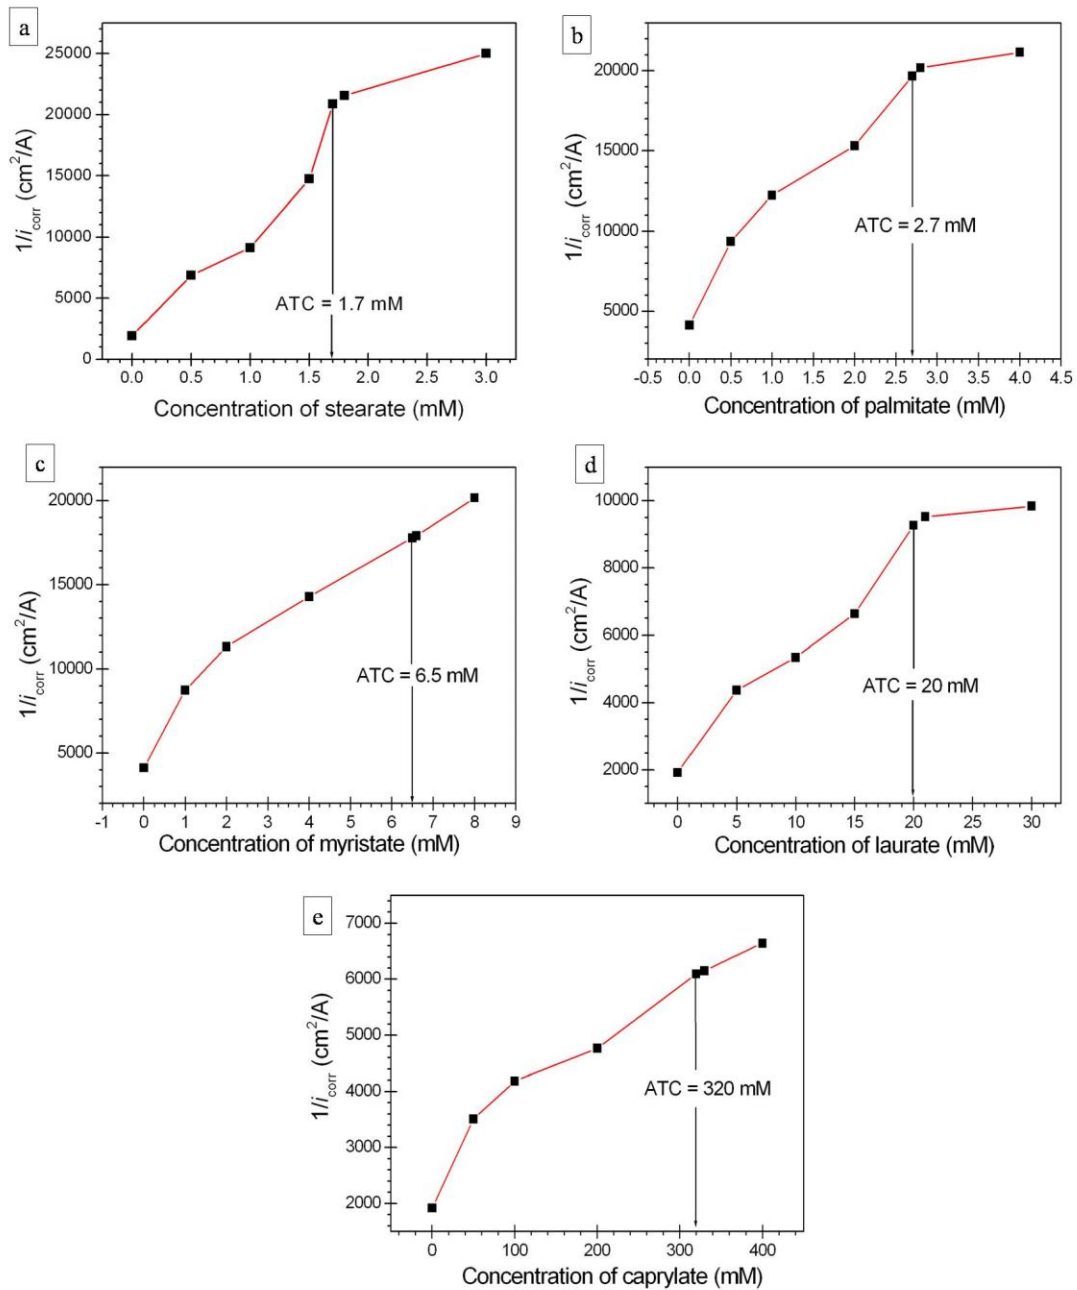 a
25000
20000
15000
10000
5000
0
1/i_corr (cm²/A)
ATC = 1.7 mM
0.0 0.5 1.0 1.5 2.0 2.5 3.0
Concentration of stearate (mM)
b
20000
15000
10000
5000
1/i_corr (cm²/A)
ATC = 2.7 mM
-0.5 0.0 0.5 1.0 1.5 2.0 2.5 3.0 3.5 4.0 4.5
Concentration of palmitate (mM)
c
20000
15000
10000
5000
1/i_corr (cm²/A)
ATC = 6.5 mM
-1 0 1 2 3 4 5 6 7 8 9
Concentration of myristate (mM)
d
10000
8000
6000
4000
2000
1/i_corr (cm²/A)
ATC = 20 mM
0 5 10 15 20 25 30
Concentration of laurate (mM)
e
7000
6000
5000
4000
3000
2000
1/i_corr (cm²/A)
ATC = 320 mM
0 100 200 300 400
Concentration of caprylate (mM)